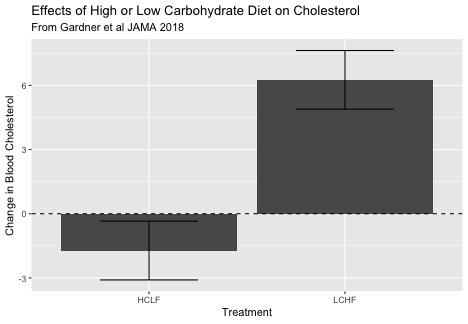 Effects of High or Low Carbohydrate Diet on Cholesterol
From Gardner et al JAMA 2018
Change in Blood Cholesterol
6
3
0
-3
HCLF
LCHF
Treatment